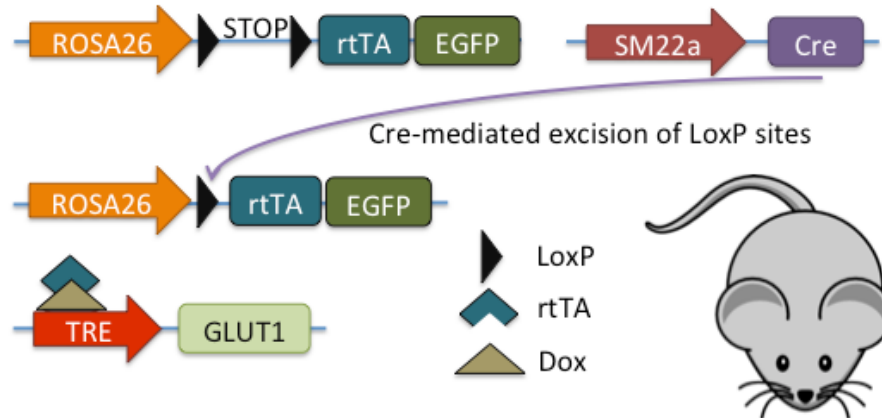 ROSA26 STOP rtTA EGFP SM22a Cre
Cre-mediated excision of LoxP sites
ROSA26 rtTA EGFP
LoxP
rtTA
TRE GLUT1
Dox